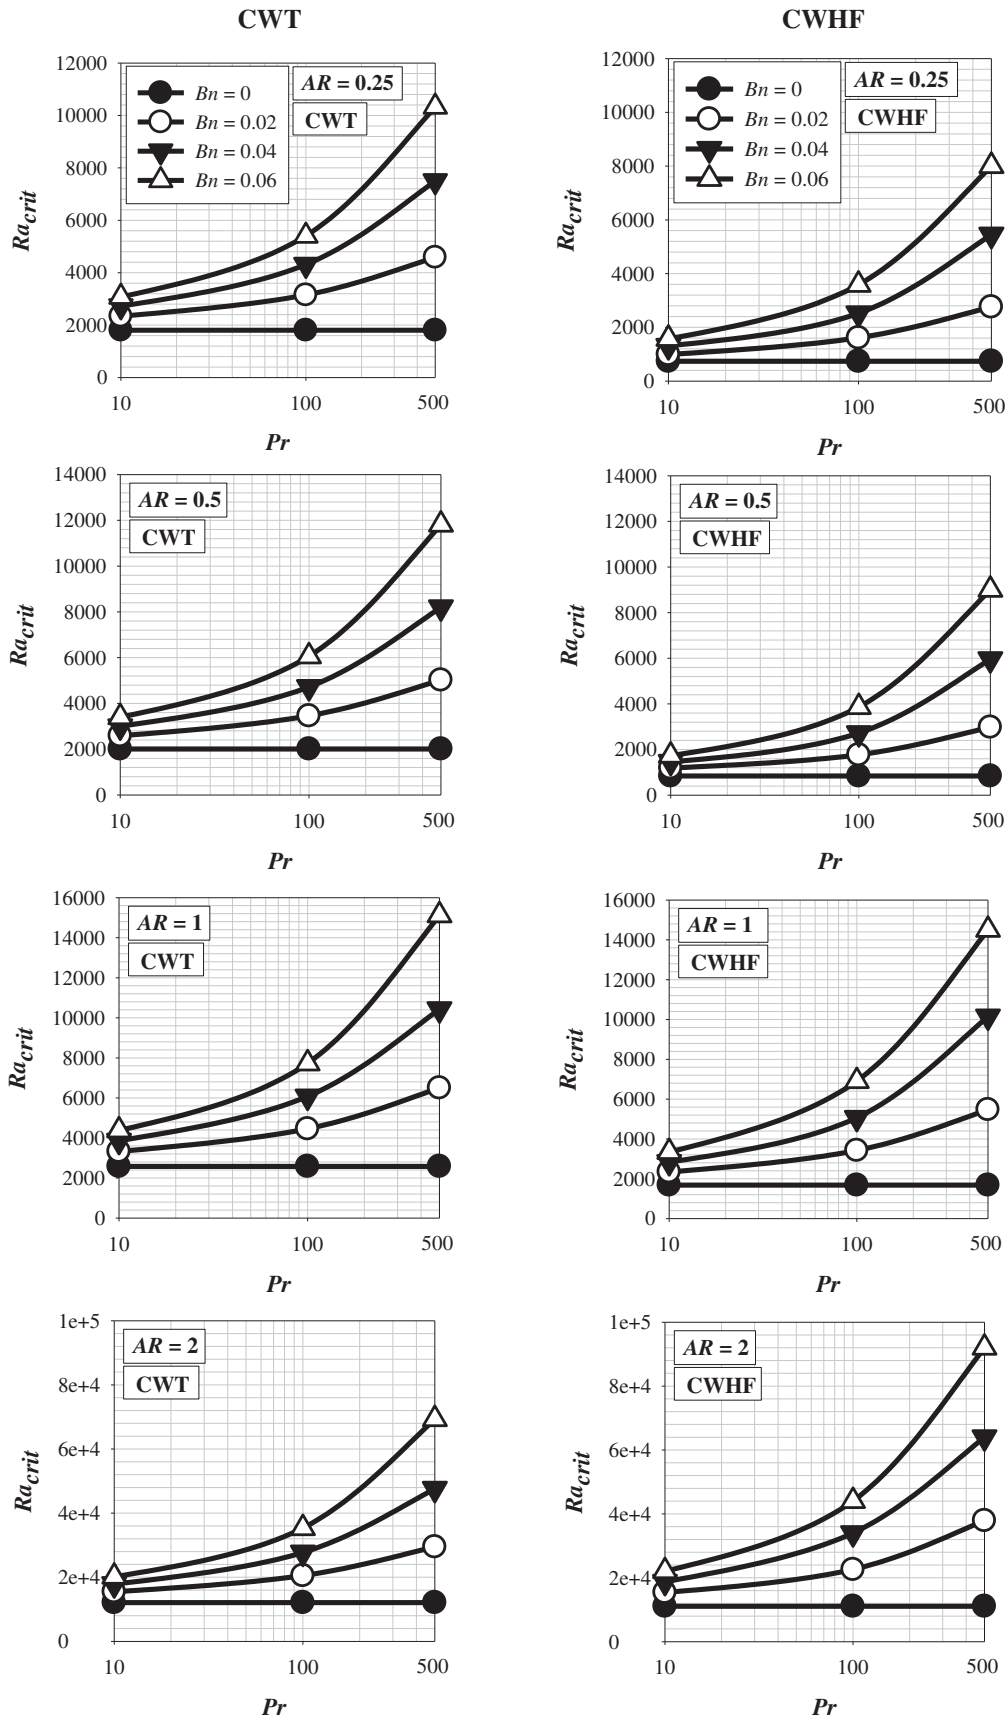 CWT
CWHF
12000
10000
8000
6000
4000
2000
0
Ra_crit
Bn = 0
Bn = 0.02
Bn = 0.04
Bn = 0.06
AR = 0.25
CWT
10
100
500
Pr
12000
10000
8000
6000
4000
2000
0
Ra_crit
Bn = 0
Bn = 0.02
Bn = 0.04
Bn = 0.06
AR = 0.25
CWHF
10
100
500
Pr
14000
12000
10000
8000
6000
4000
2000
0
Ra_crit
AR = 0.5
CWT
10
100
500
Pr
14000
12000
10000
8000
6000
4000
2000
0
Ra_crit
AR = 0.5
CWHF
10
100
500
Pr
16000
14000
12000
10000
8000
6000
4000
2000
0
Ra_crit
AR = 1
CWT
10
100
500
Pr
16000
14000
12000
10000
8000
6000
4000
2000
0
Ra_crit
AR = 1
CWHF
10
100
500
Pr
1e+5
8e+4
6e+4
4e+4
2e+4
0
Ra_crit
AR = 2
CWT
10
100
500
Pr
1e+5
8e+4
6e+4
4e+4
2e+4
0
Ra_crit
AR = 2
CWHF
10
100
500
Pr